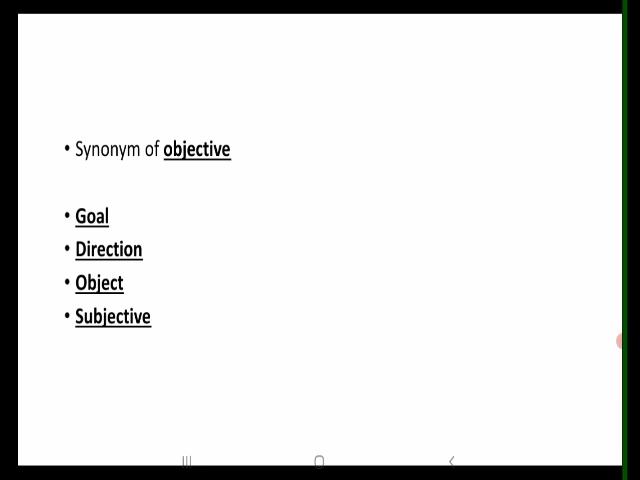 • Synonym of objective
• Goal
• Direction
• Object
• Subjective